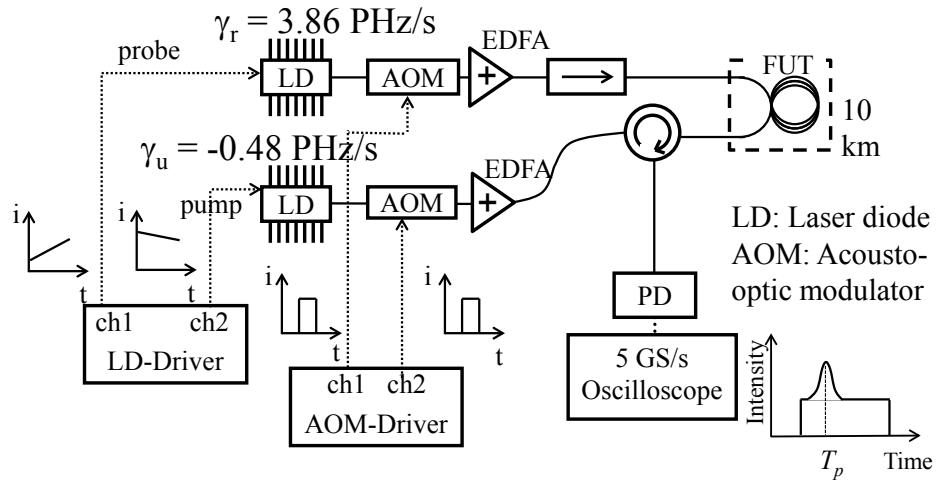 γr = 3.86 PHz/s
EDFA
probe
LD
AOM
+
FUT
10
km
γu = -0.48 PHz/s
EDFA
pump
LD
AOM
+
i
i
t
t
LD: Laser diode
AOM: Acousto-
optic modulator
i
t
i
t
PD
ch1
ch2
LD-Driver
5 GS/s
Oscilloscope
ch1
ch2
AOM-Driver
Intensity
Tp
Time